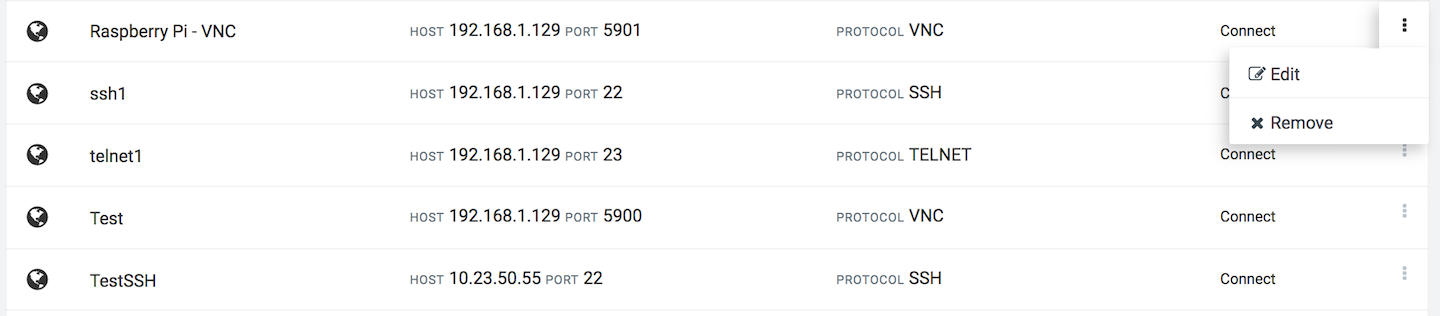 Raspberry Pi - VNC HOST 192.168.1.129 PORT 5901 PROTOCOL VNC Connect
Edit
ssh1 HOST 192.168.1.129 PORT 22 PROTOCOL SSH C
Remove
telnet1 HOST 192.168.1.129 PORT 23 PROTOCOL TELNET Connect
Test HOST 192.168.1.129 PORT 5900 PROTOCOL VNC Connect
TestSSH HOST 10.23.50.55 PORT 22 PROTOCOL SSH Connect